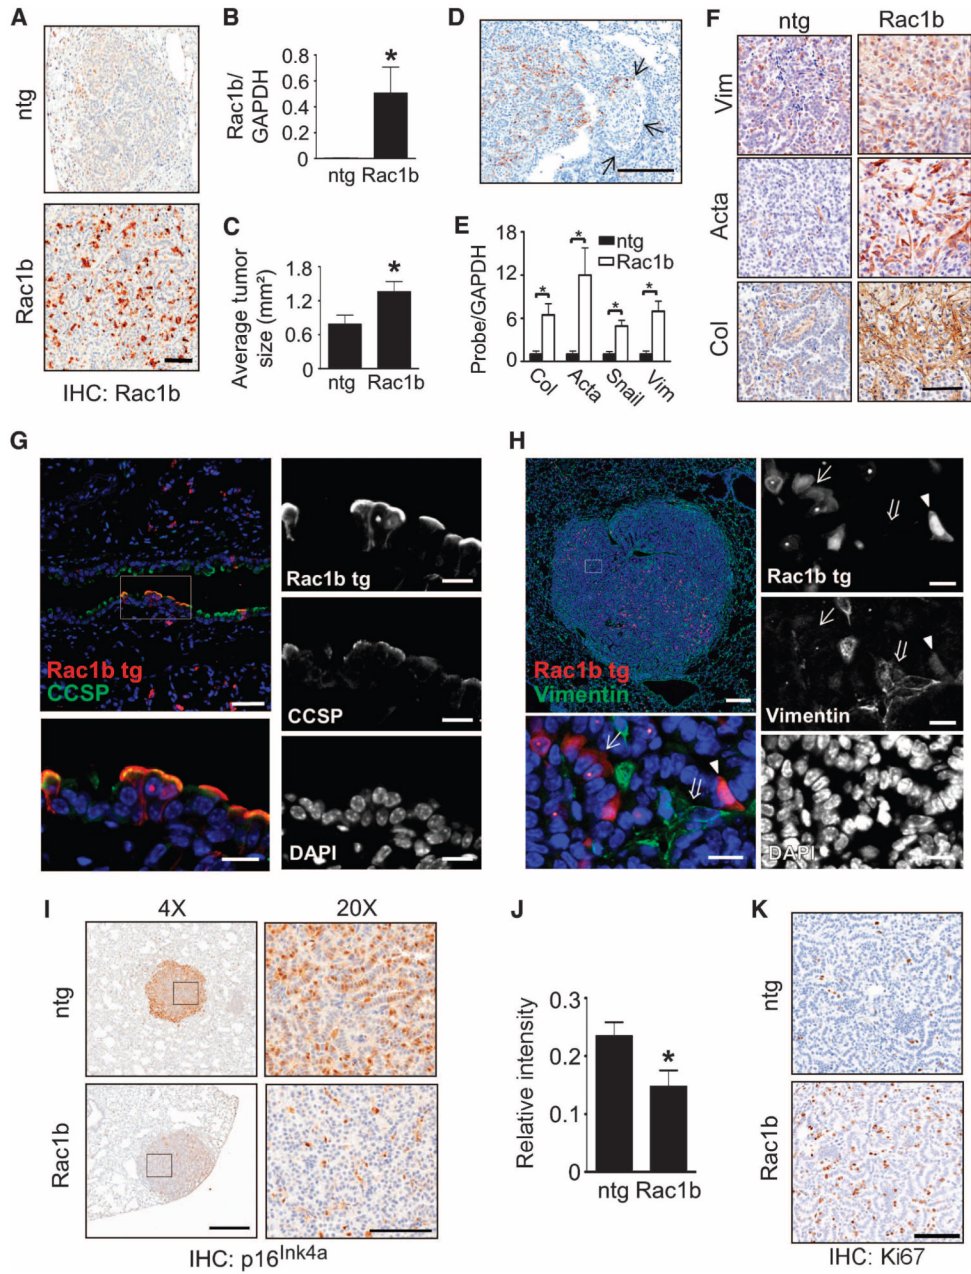 A
ntg
Rac1b
IHC: Rac1b
B
Rac1b/
GAPDH
0.8
0.6
0.4
0.2
0
*
ntg Rac1b
C
Average tumor
size (mm²)
1.8
1.2
0.6
0
*
ntg Rac1b
D
E
Probe/GAPDH
18
12
6
0
ntg
Rac1b
*
*
*
*
Col
Acta
Snail
Vim
F
ntg
Rac1b
Vim
Acta
Col
G
Rac1b tg
CCSP
Rac1b tg
CCSP
DAPI
H
Rac1b tg
Vimentin
Rac1b tg
Vimentin
DAPI
I
4X
20X
ntg
Rac1b
IHC: p16Ink4a
J
Relative intensity
0.3
0.2
0.1
0
*
ntg Rac1b
K
ntg
Rac1b
IHC: Ki67